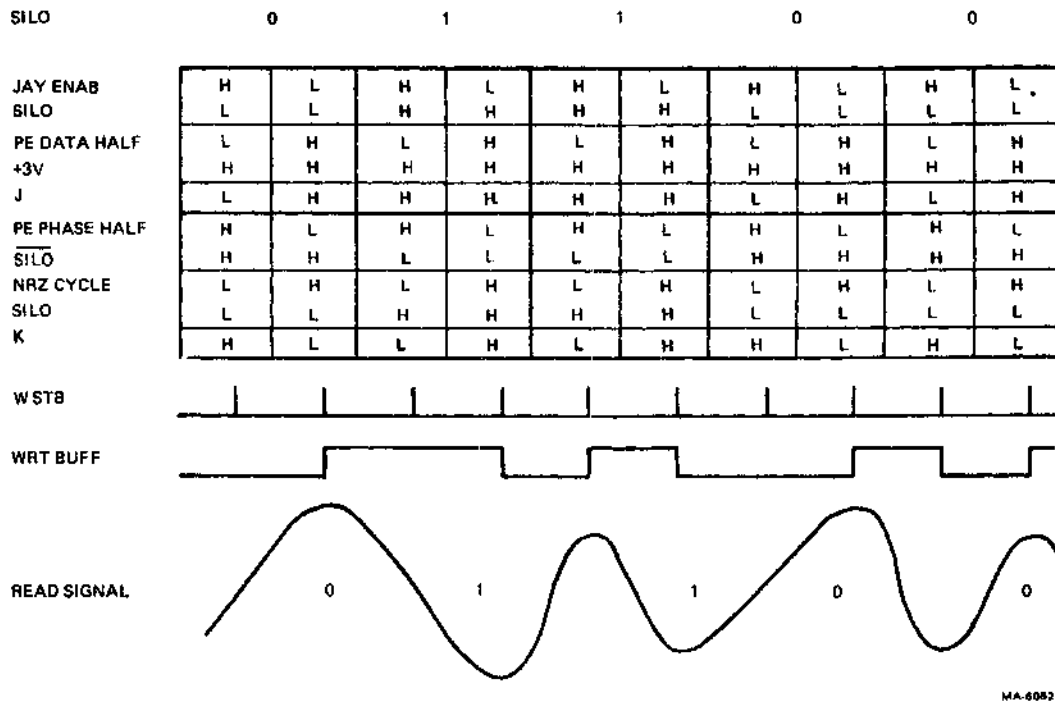 SILO 0 1 1 0 0
JAY ENAB H L H L H L H L H L
SILO L L H H H H L L L L
PE DATA HALF L H L H L H L H L H
+3V H H H H H H H H H H
J L H H H H H L H L H
PE PHASE HALF H L H L H L H L H L
SILO H H L L L L H H H H
NRZ CYCLE L H L H L H L H L H
SILO L L H H H H L L L L
K H L L H L H H L H L
W STB
WRT BUFF
READ SIGNAL 0 1 1 0 0
MA-6082